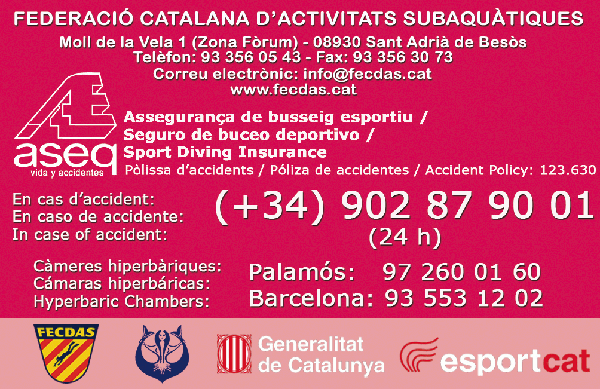 FEDERACIÓ CATALANA D'ACTIVITATS SUBAQUÀTIQUES
Moll de la Vela 1 (Zona Fòrum) - 08930 Sant Adrià de Besòs
Telèfon: 93 356 05 43 - Fax: 93 356 30 73
Correu electrònic: info@fecdas.cat
www.fecdas.cat
Æ
aseq
vida y accidentes
Assegurança de busseig esportiu /
Seguro de buceo deportivo /
Sport Diving Insurance
Pòlissa d'accidents / Póliza de accidentes / Accident Policy: 123.630
En cas d'accident:
En caso de accidente:
In case of accident:
(+34) 902 87 90 01
(24 h)
Càmeres hiperbàriques:
Cámaras hiperbáricas:
Hyperbaric Chambers:
Palamós: 97 260 01 60
Barcelona: 93 553 12 02
FECDAS
Generalitat
de Catalunya
esportcat